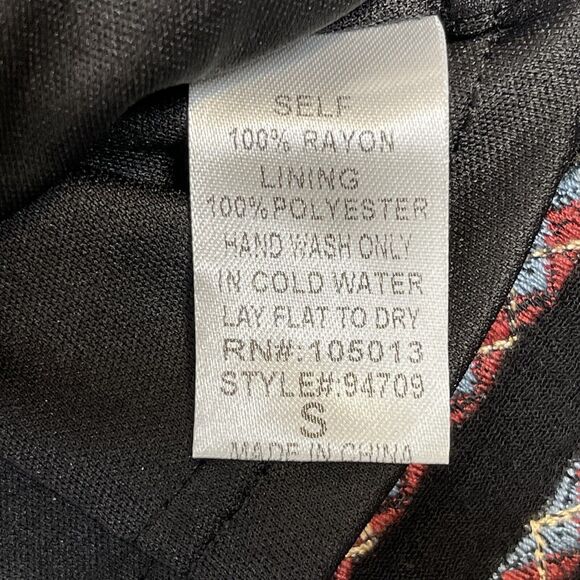 SELF
100% RAYON
LINING
100% POLYESTER
HAND WASH ONLY
IN COLD WATER
LAY FLAT TO DRY
RN#:105013
STYLE#:94709
S
MADE IN CHINA